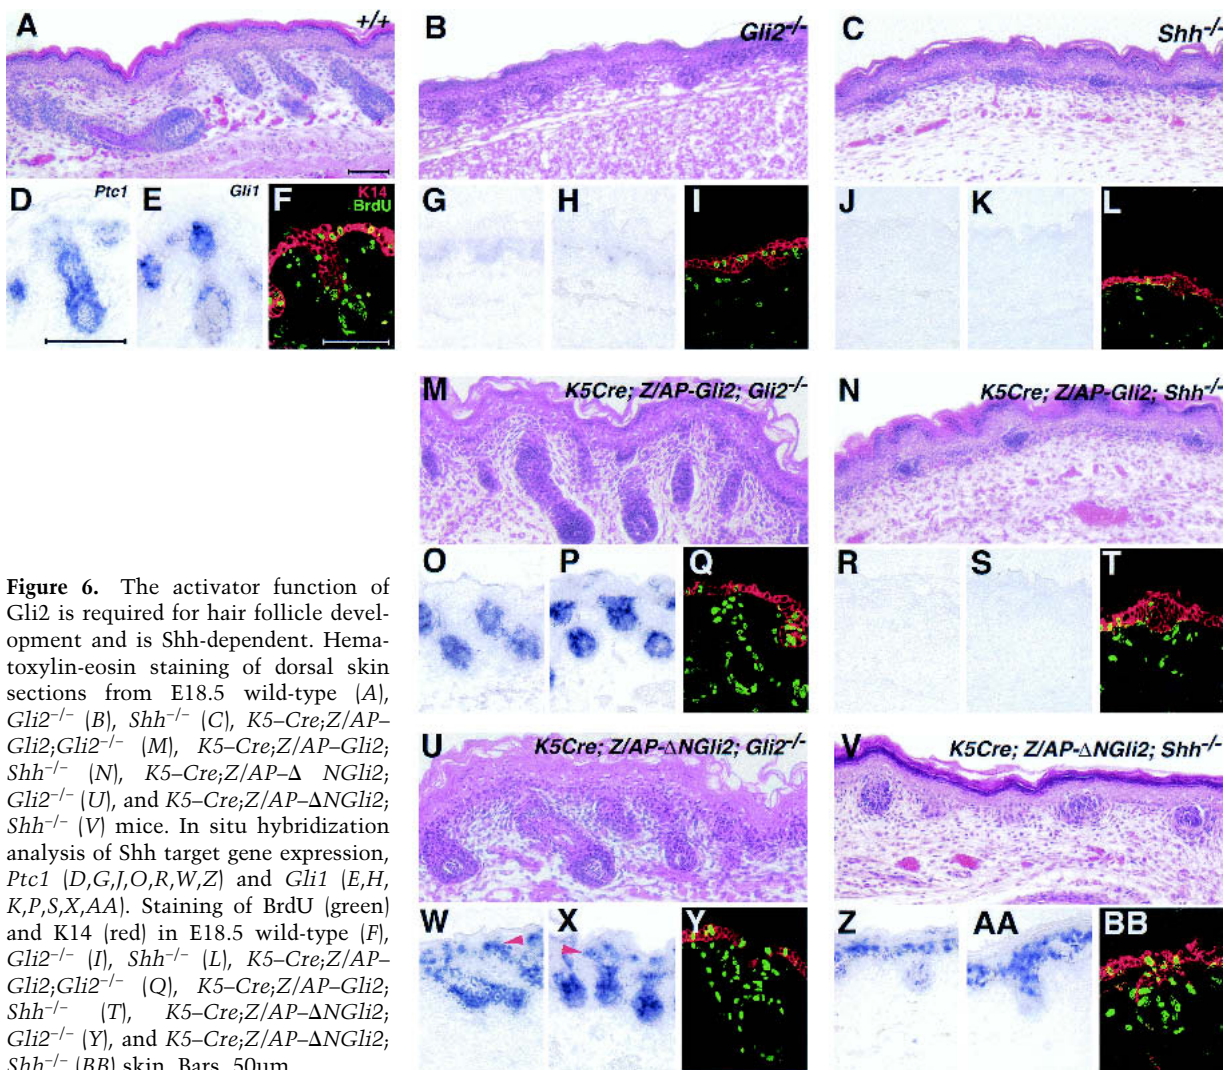 A
+/+
B
Gli2-/-
C
Shh-/-
D
Ptc1
E
Gli1
F
K14
BrdU
G
H
I
J
K
L
M
K5Cre; Z/AP-Gli2; Gli2-/-
N
K5Cre; Z/AP-Gli2; Shh-/-
O
P
Q
R
S
T
U
K5Cre; Z/AP-ΔNGli2; Gli2-/-
V
K5Cre; Z/AP-ΔNGli2; Shh-/-
W
X
Y
Z
AA
BB
Figure 6. The activator function of
Gli2 is required for hair follicle devel-
opment and is Shh-dependent. Hema-
toxylin-eosin staining of dorsal skin
sections from E18.5 wild-type (A),
Gli2−/− (B), Shh−/− (C), K5–Cre;Z/AP–
Gli2;Gli2−/− (M), K5–Cre;Z/AP–Gli2;
Shh−/− (N), K5–Cre;Z/AP–Δ NGli2;
Gli2−/− (U), and K5–Cre;Z/AP–ΔNGli2;
Shh−/− (V) mice. In situ hybridization
analysis of Shh target gene expression,
Ptc1 (D,G,J,O,R,W,Z) and Gli1 (E,H,
K,P,S,X,AA). Staining of BrdU (green)
and K14 (red) in E18.5 wild-type (F),
Gli2−/− (I), Shh−/− (L), K5–Cre;Z/AP–
Gli2;Gli2−/− (Q), K5–Cre;Z/AP–Gli2;
Shh−/− (T), K5–Cre;Z/AP–ΔNGli2;
Gli2−/− (Y), and K5–Cre;Z/AP–ΔNGli2;
Shh−/− (BB) skin. Bars, 50μm